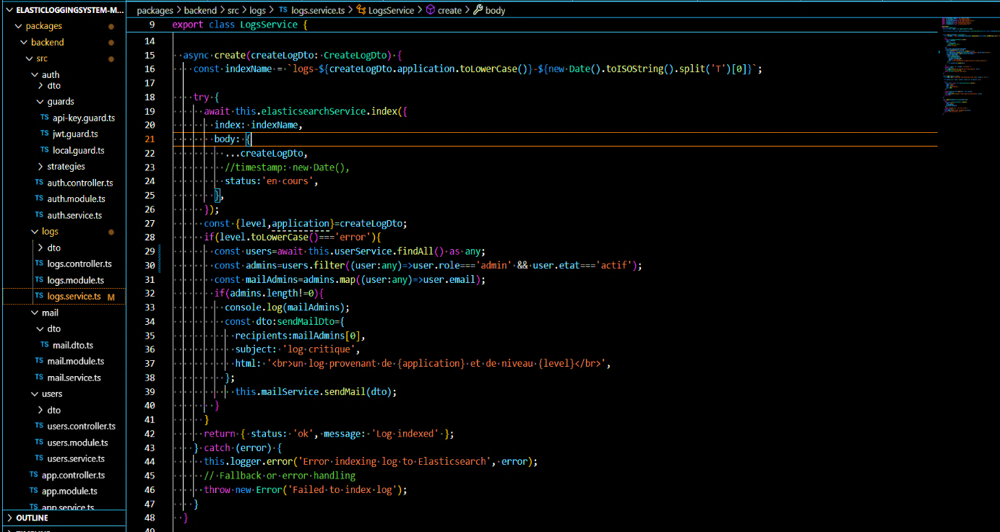 ELASTICLOGGINGSYSTEM-M...
packages
backend
src
auth
dto
guards
TS api-key.guard.ts
TS jwt.guard.ts
TS local.guard.ts
strategies
TS auth.controller.ts
TS auth.module.ts
TS auth.service.ts
logs
dto
TS logs.controller.ts
TS logs.module.ts
TS logs.service.ts M
mail
dto
TS mail.dto.ts
TS mail.module.ts
TS mail.service.ts
users
dto
TS users.controller.ts
TS users.module.ts
TS users.service.ts
TS app.controller.ts
TS app.module.ts
TS app.service.ts
OUTLINE
TIMELINE
packages > backend > src > logs > TS logs.service.ts > LogsService > create > body
9 export class LogsService {
14
15 async create(createLogDto: CreateLogDto) {
16 const indexName = `logs-${createLogDto.application.toLowerCase()}-${new Date().toISOString().split('T')[0]}`;
17
18 try {
19 await this.elasticsearchService.index({
20 index: indexName,
21 body: {
22 ...createLogDto,
23 //timestamp: new Date(),
24 status:'en cours',
25 },
26 });
27 const {level,application}=createLogDto;
28 if(level.toLowerCase()==='error'){
29 const users=await this.userService.findAll() as any;
30 const admins=users.filter((user:any)=>user.role==='admin' && user.etat==='actif');
31 const mailAdmins=admins.map((user:any)=>user.email);
32 if(admins.length!=0){
33 console.log(mailAdmins);
34 const dto:sendMailDto={
35 recipients:mailAdmins[0],
36 subject: 'log critique',
37 html: '<br>un log provenant de {application} et de niveau {level}</br>',
38 };
39 this.mailService.sendMail(dto);
40 }
41 }
42 return { status: 'ok', message: 'Log indexed' };
43 } catch (error) {
44 this.logger.error('Error indexing log to Elasticsearch', error);
45 // Fallback or error handling
46 throw new Error('Failed to index log');
47 }
48 }
49